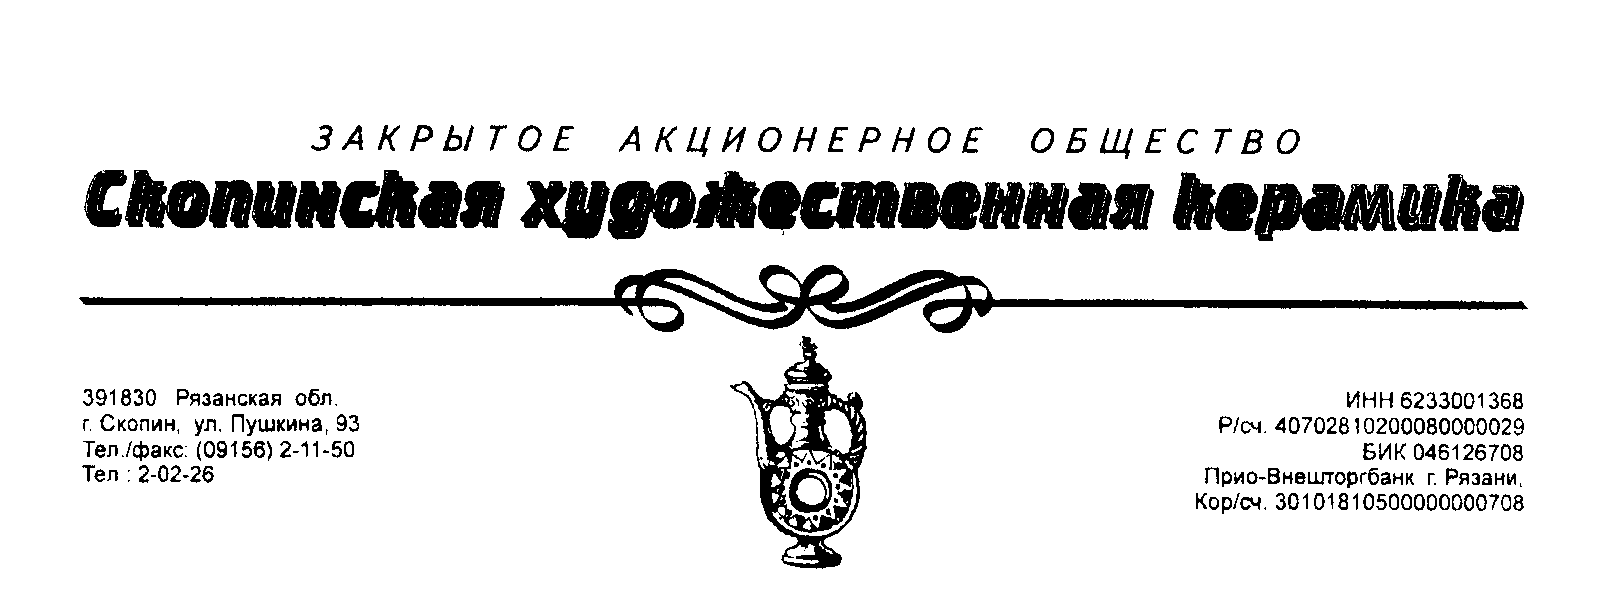 ЗАКРЫТОЕ АКЦИОНЕРНОЕ ОБЩЕСТВО
Скопинская художественная керамика
391830 Рязанская обл.
г. Скопин, ул. Пушкина, 93
Тел./факс: (09156) 2-11-50
Тел : 2-02-26
ИНН 6233001368
Р/сч. 40702810200080000029
БИК 046126708
Прио-Внешторгбанк г. Рязани,
Кор/сч. 30101810500000000708